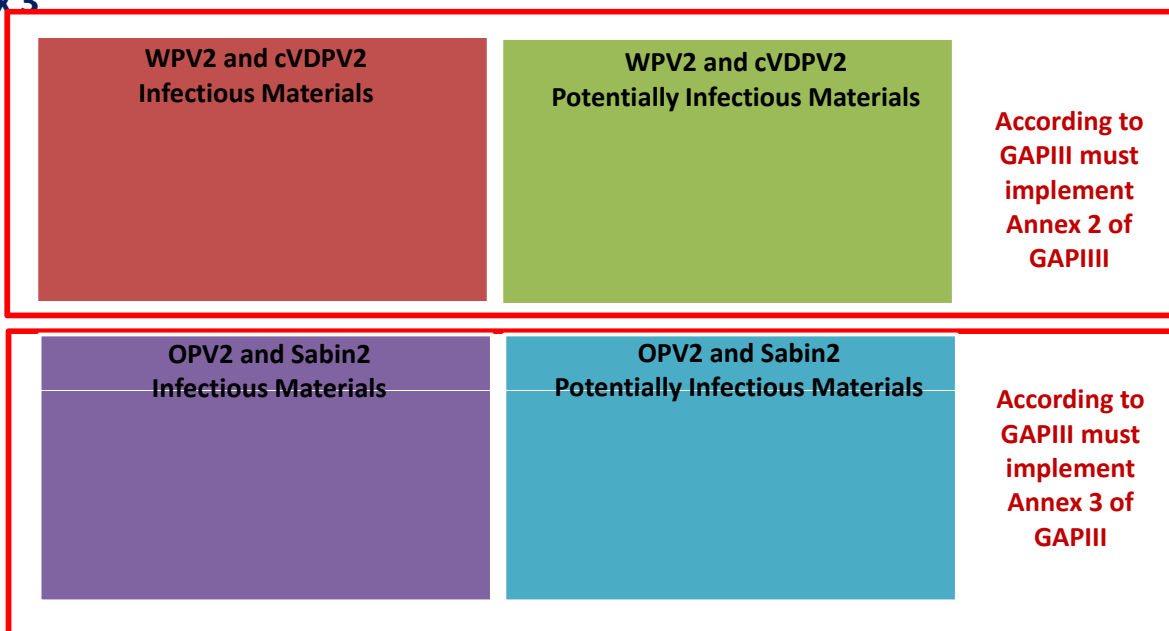 x 3
WPV2 and cVDPV2
Infectious Materials
WPV2 and cVDPV2
Potentially Infectious Materials
According to
GAPIII must
implement
Annex 2 of
GAPIIII
OPV2 and Sabin2
Infectious Materials
OPV2 and Sabin2
Potentially Infectious Materials
According to
GAPIII must
implement
Annex 3 of
GAPIII